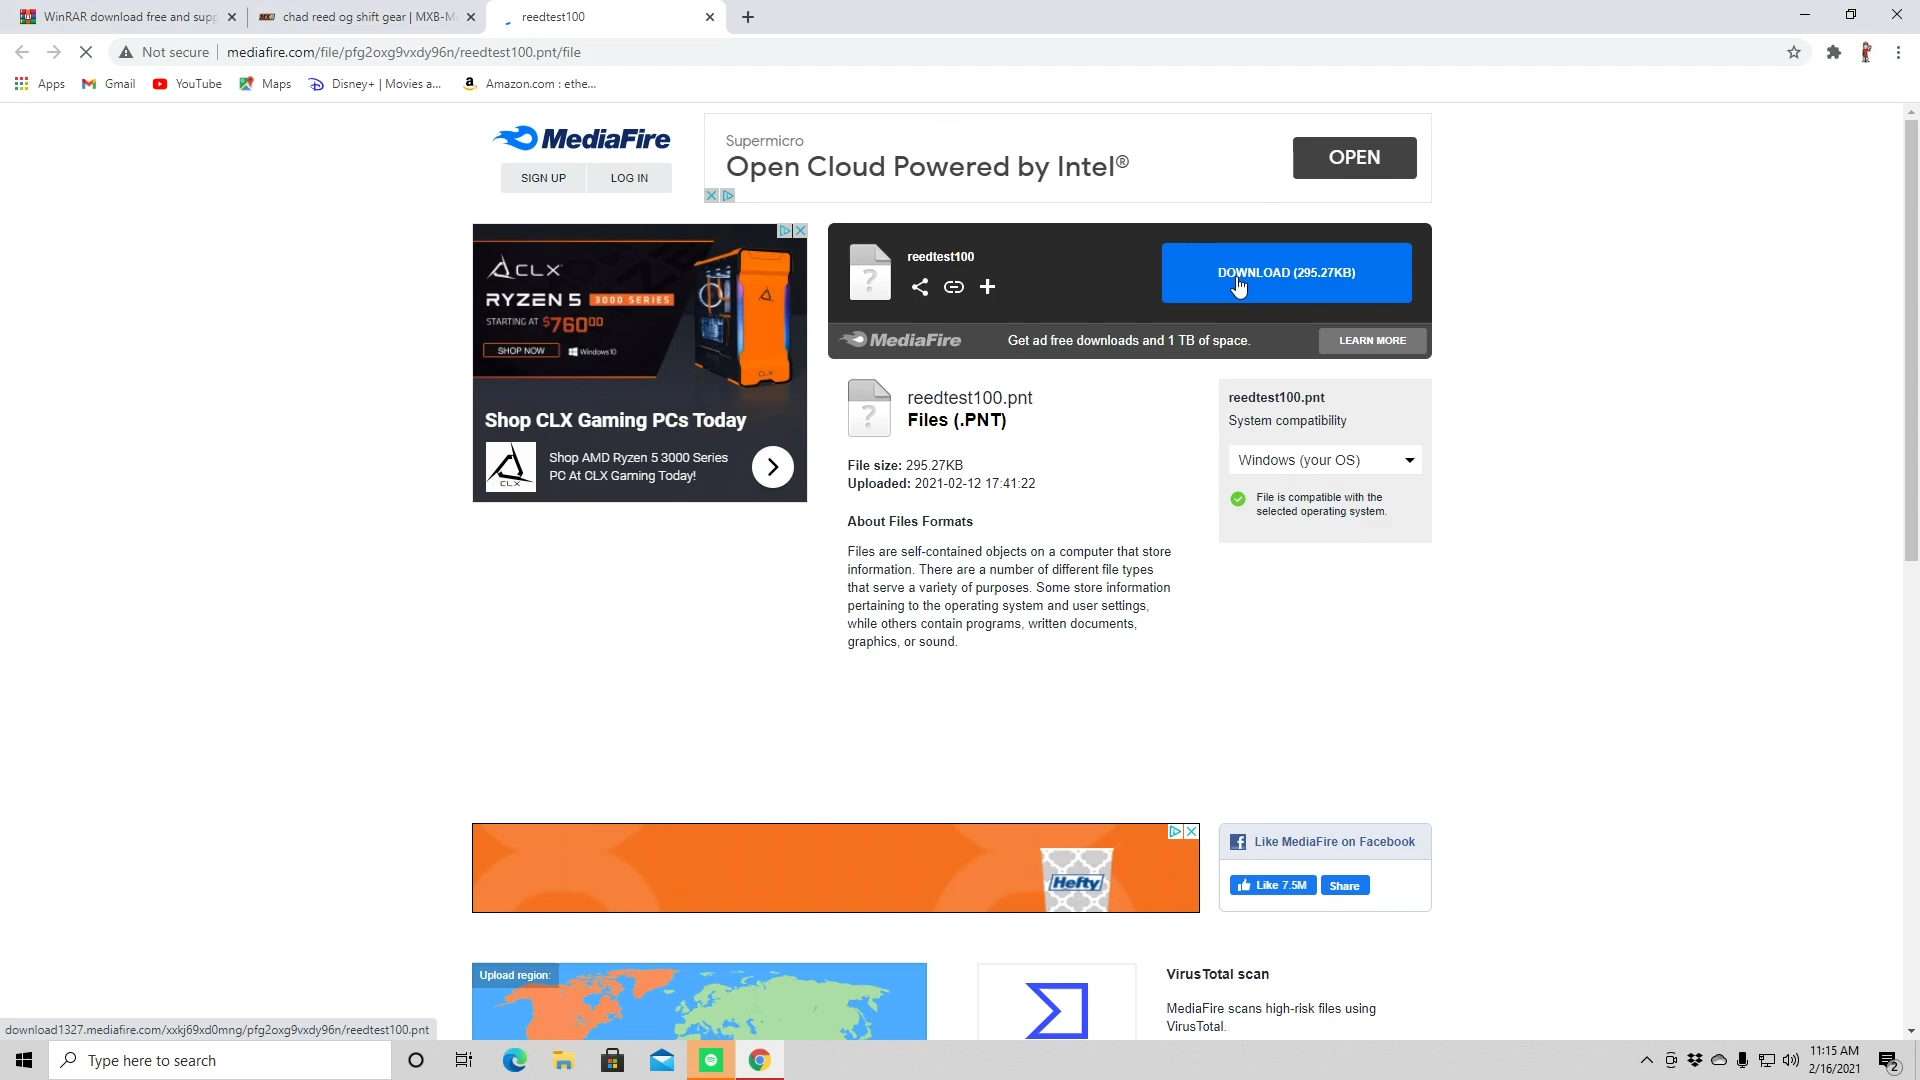 WinRAR download free and supp
chad reed og shift gear | MXB-M
reedtest100
Not secure
mediafire.com/file/pfg2oxg9vxdy96n/reedtest100.pnt/file
Apps
Gmail
YouTube
Maps
Disney+ | Movies a...
Amazon.com : ethe...
MediaFire
SIGN UP
LOG IN
Supermicro
Open Cloud Powered by Intel®
OPEN
CLX
RYZEN 5 3000 SERIES
STARTING AT $760⁰⁰
SHOP NOW
Windows 10
CLX
Shop CLX Gaming PCs Today
CLX
Shop AMD Ryzen 5 3000 Series
PC At CLX Gaming Today!
reedtest100
DOWNLOAD (295.27KB)
MediaFire
Get ad free downloads and 1 TB of space.
LEARN MORE
reedtest100.pnt
Files (.PNT)
File size: 295.27KB
Uploaded: 2021-02-12 17:41:22
About Files Formats
Files are self-contained objects on a computer that store
information. There are a number of different file types
that serve a variety of purposes. Some store information
pertaining to the operating system and user settings,
while others contain programs, written documents,
graphics, or sound.
reedtest100.pnt
System compatibility
Windows (your OS)
File is compatible with the
selected operating system.
Hefty
Like MediaFire on Facebook
Like 7.5M
Share
Upload region:
VirusTotal scan
MediaFire scans high-risk files using
VirusTotal.
download1327.mediafire.com/xxkj69xd0mng/pfg2oxg9vxdy96n/reedtest100.pnt
Type here to search
11:15 AM
2/16/2021
2